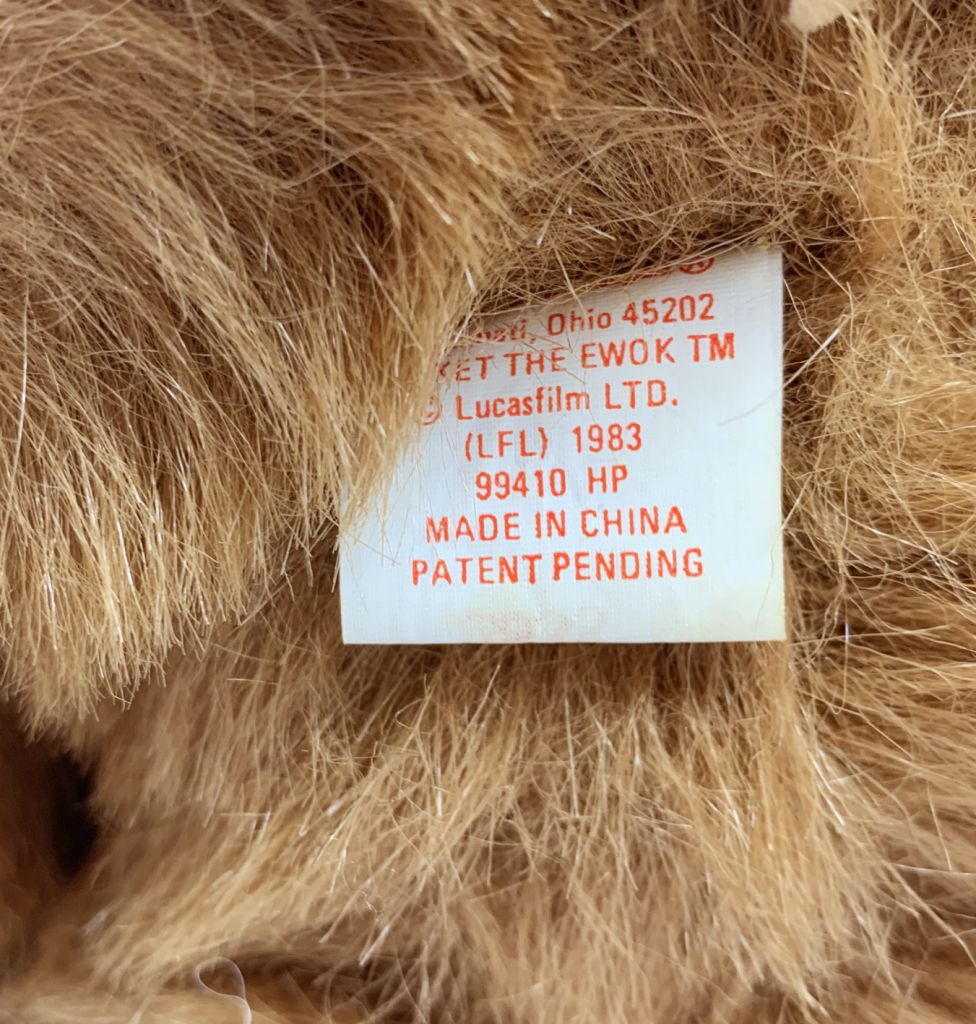 Ohio 45202
THE EWOK TM
© Lucasfilm LTD.
(LFL) 1983
99410 HP
MADE IN CHINA
PATENT PENDING